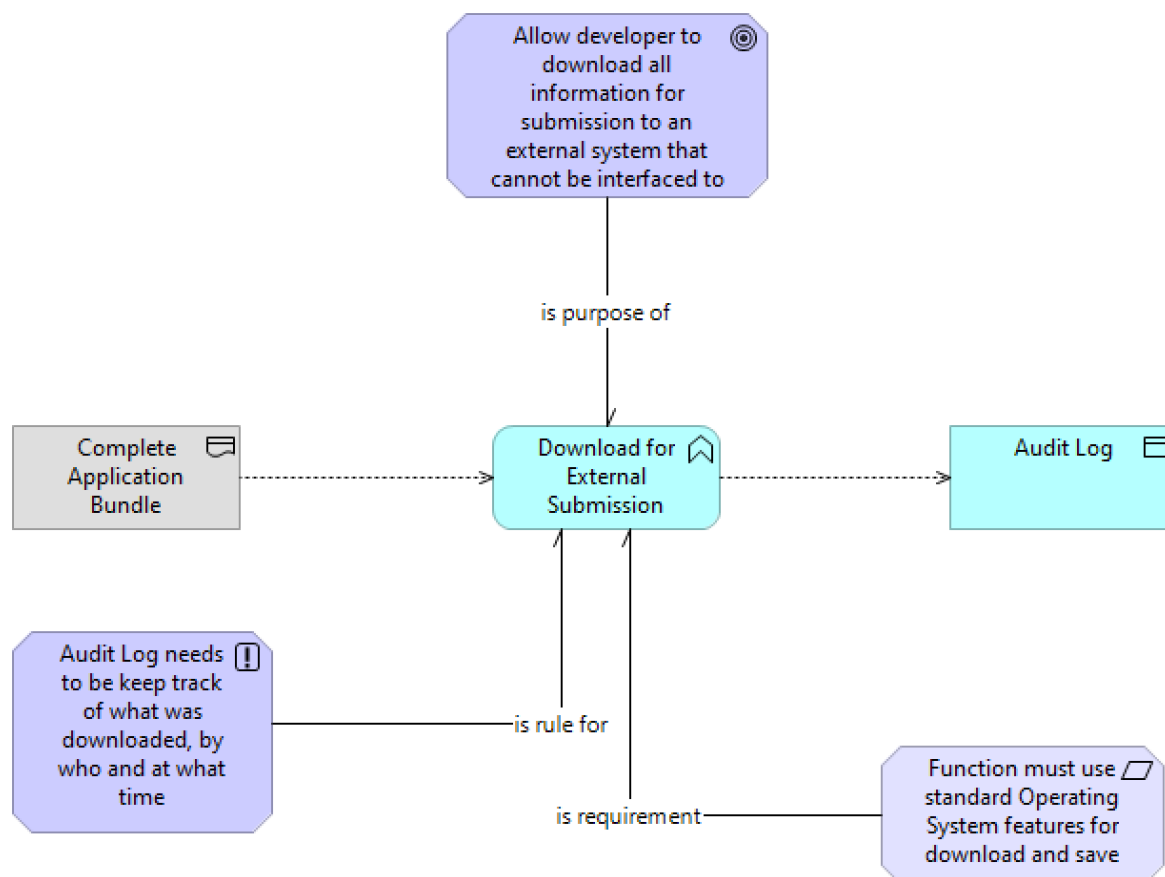 Allow developer to
download all
information for
submission to an
external system that
cannot be interfaced to
is purpose of
Complete
Application
Bundle
Download for
External
Submission
Audit Log
Audit Log needs
to be keep track
of what was
downloaded, by
who and at what
time
is rule for
is requirement
Function must use
standard Operating
System features for
download and save